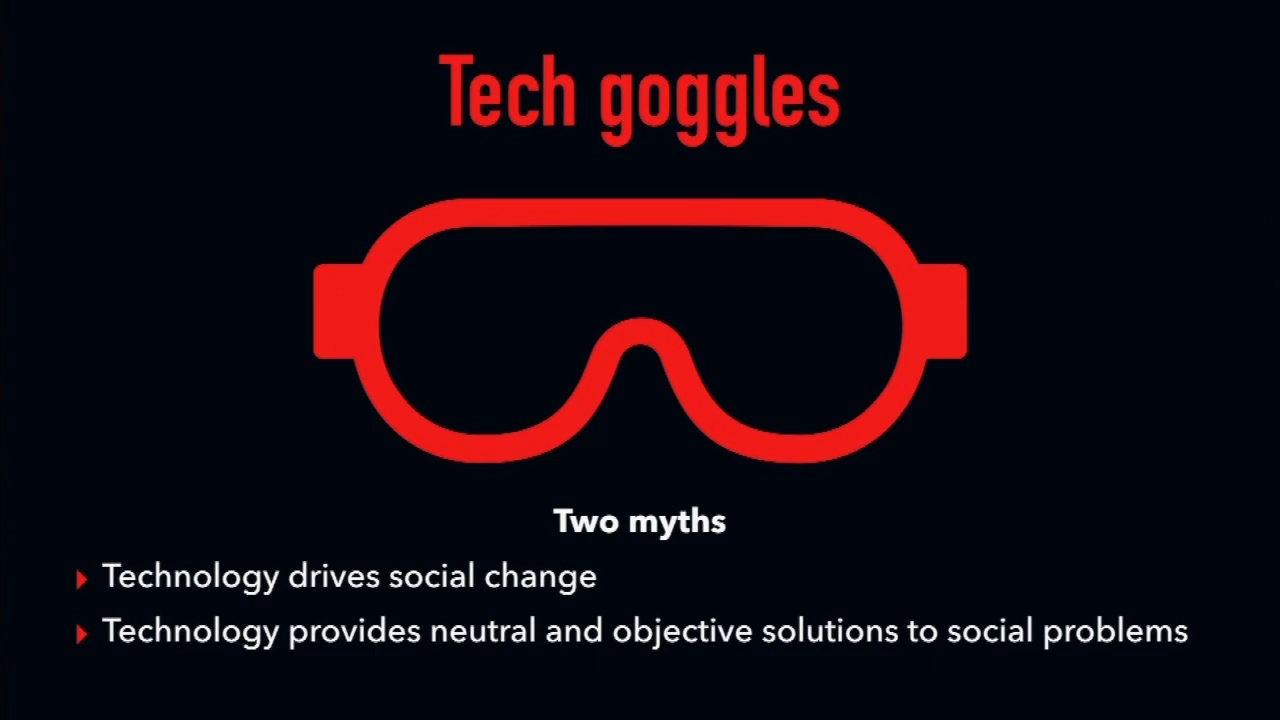 Tech goggles
Two myths
Technology drives social change
Technology provides neutral and objective solutions to social problems